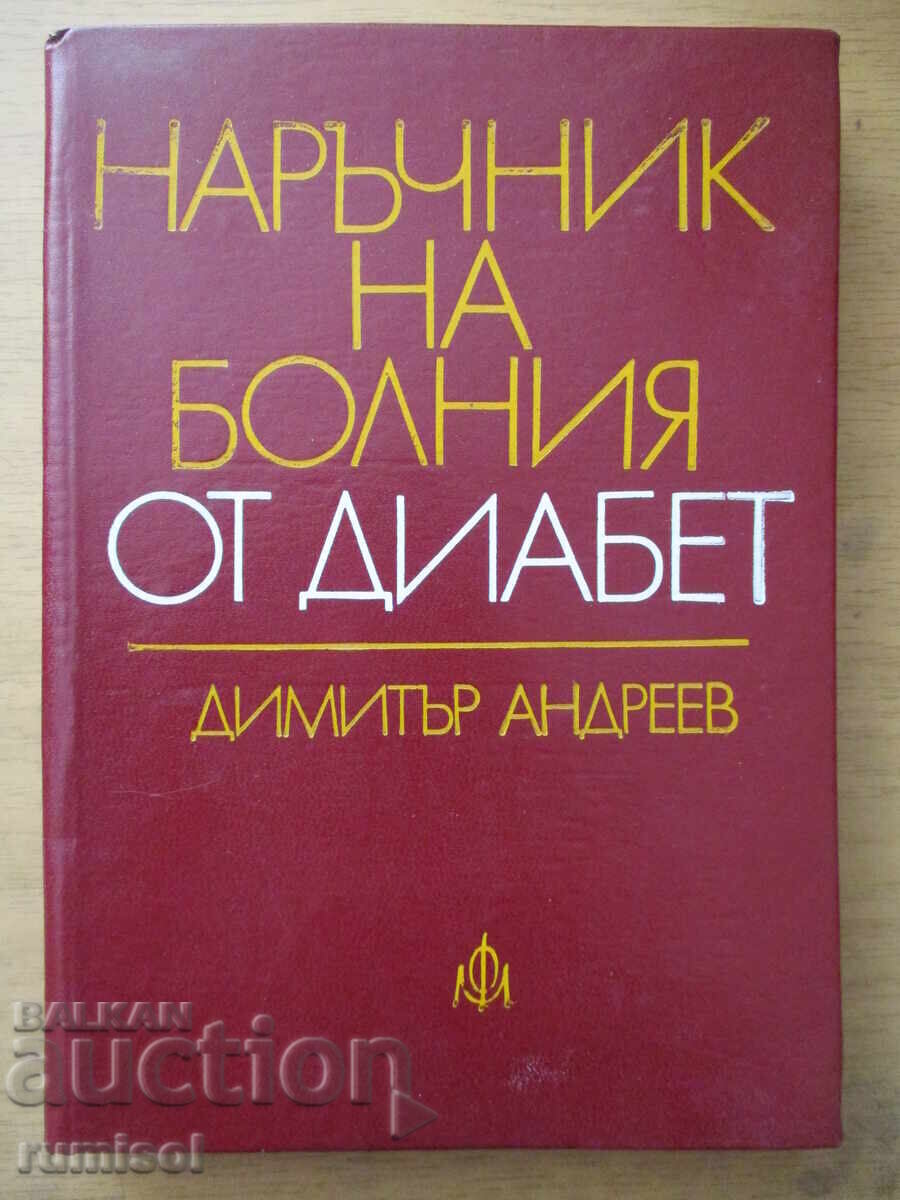 НАРЪЧНИК
НА
БОЛНИЯ
ОТ ДИАБЕТ
ДИМИТЪР АНДРЕЕВ
BALKAN
auction
rumisol